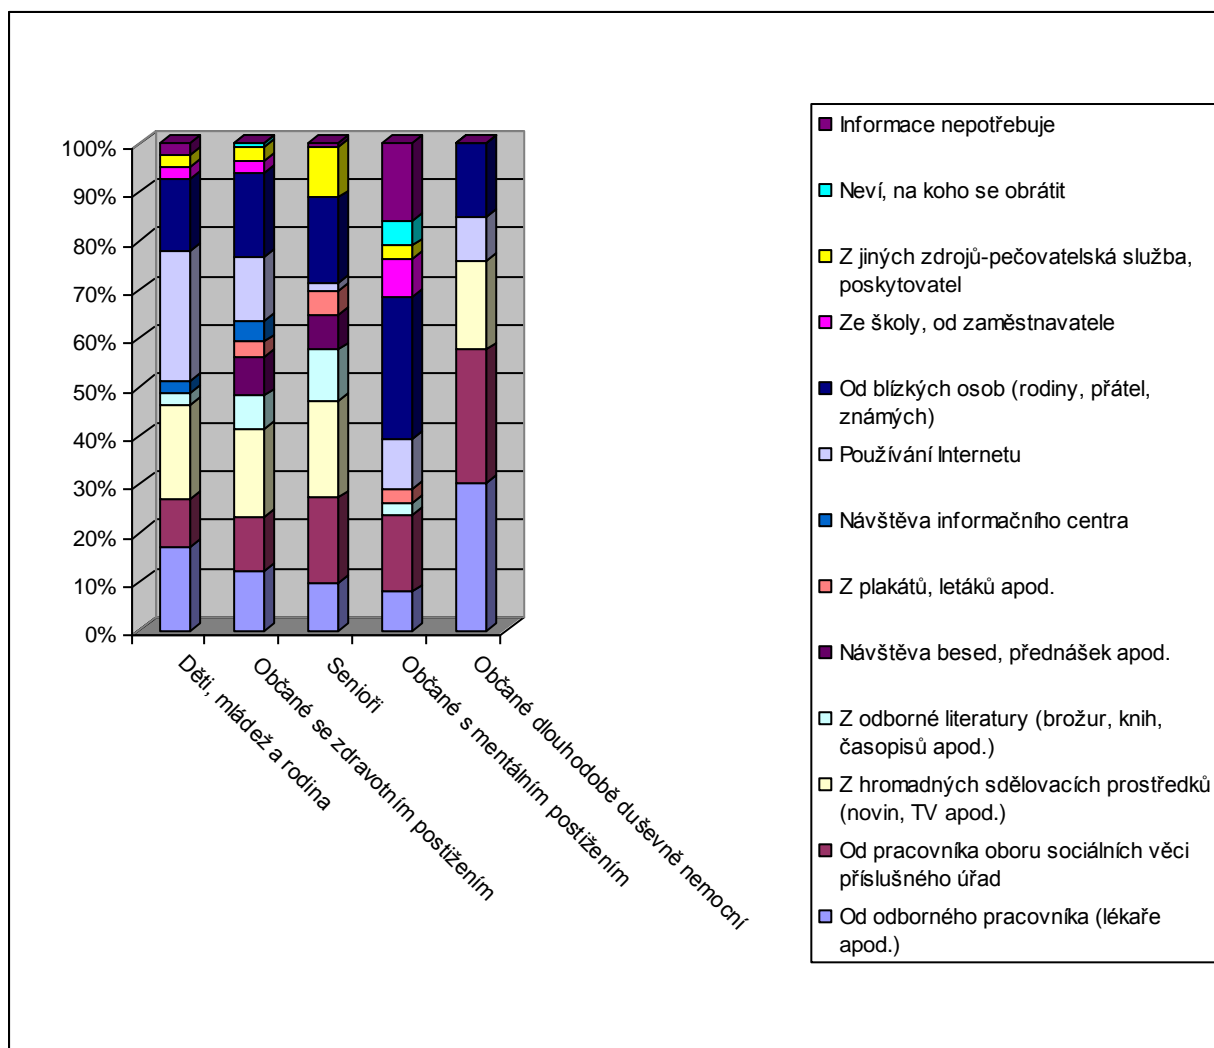 100%
90%
80%
70%
60%
50%
40%
30%
20%
10%
0%
Děti, mládež a rodina
Občané se zdravotním postižením
Senioři
Občané s mentálním postižením
Občané dlouhodobě duševně nemocní
Informace nepotřebuje
Neví, na koho se obrátit
Z jiných zdrojů-pečovatelská služba,
poskytovatel
Ze školy, od zaměstnavatele
Od blízkých osob (rodiny, přátel,
známých)
Používání Internetu
Návštěva informačního centra
Z plakátů, letáků apod.
Návštěva besed, přednášek apod.
Z odborné literatury (brožur, knih,
časopisů apod.)
Z hromadných sdělovacích prostředků
(novin, TV apod.)
Od pracovníka oboru sociálních věci
příslušného úřad
Od odborného pracovníka (lékaře
apod.)